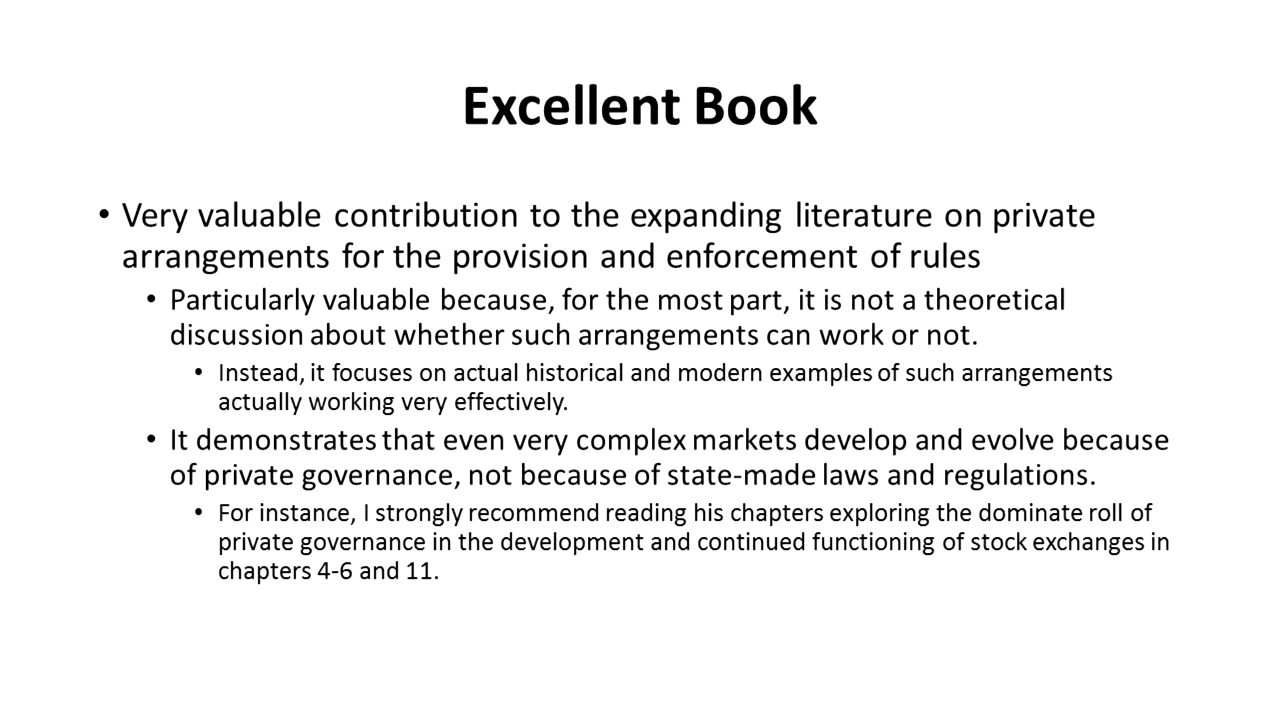 Excellent Book
• Very valuable contribution to the expanding literature on private
arrangements for the provision and enforcement of rules
• Particularly valuable because, for the most part, it is not a theoretical
discussion about whether such arrangements can work or not.
• Instead, it focuses on actual historical and modern examples of such arrangements
actually working very effectively.
• It demonstrates that even very complex markets develop and evolve because
of private governance, not because of state-made laws and regulations.
• For instance, I strongly recommend reading his chapters exploring the dominate roll of
private governance in the development and continued functioning of stock exchanges in
chapters 4-6 and 11.